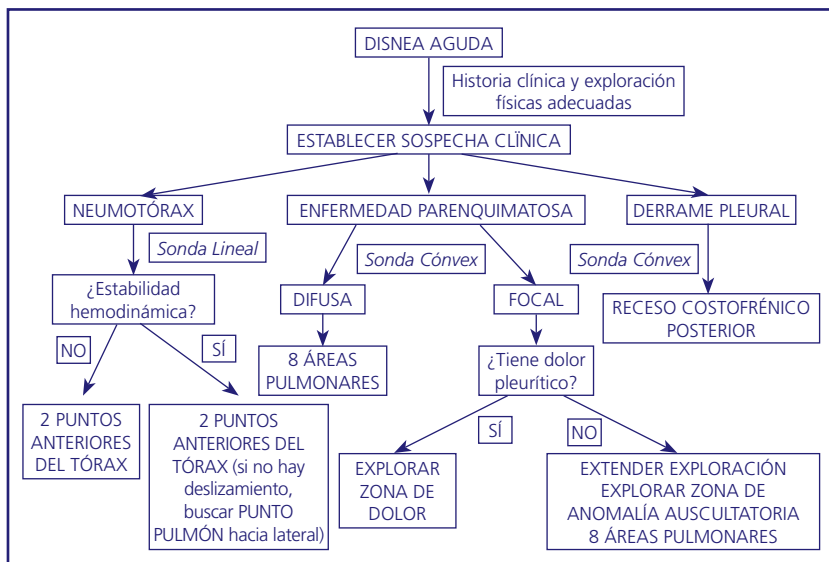 DISNEA AGUDA
Historia clínica y exploración
físicas adecuadas
ESTABLECER SOSPECHA CLÏNICA
NEUMOTÓRAX
ENFERMEDAD PARENQUIMATOSA
DERRAME PLEURAL
Sonda Lineal
Sonda Cónvex
Sonda Cónvex
¿Estabilidad
hemodinámica?
DIFUSA
FOCAL
RECESO COSTOFRÉNICO
POSTERIOR
NO
SÍ
8 ÁREAS
PULMONARES
¿Tiene dolor
pleurítico?
2 PUNTOS
ANTERIORES
DEL TÓRAX
2 PUNTOS
ANTERIORES DEL
TÓRAX (si no hay
deslizamiento,
buscar PUNTO
PULMÓN hacia lateral)
SÍ
NO
EXPLORAR
ZONA DE
DOLOR
EXTENDER EXPLORACIÓN
EXPLORAR ZONA DE
ANOMALÍA AUSCULTATORIA
8 ÁREAS PULMONARES